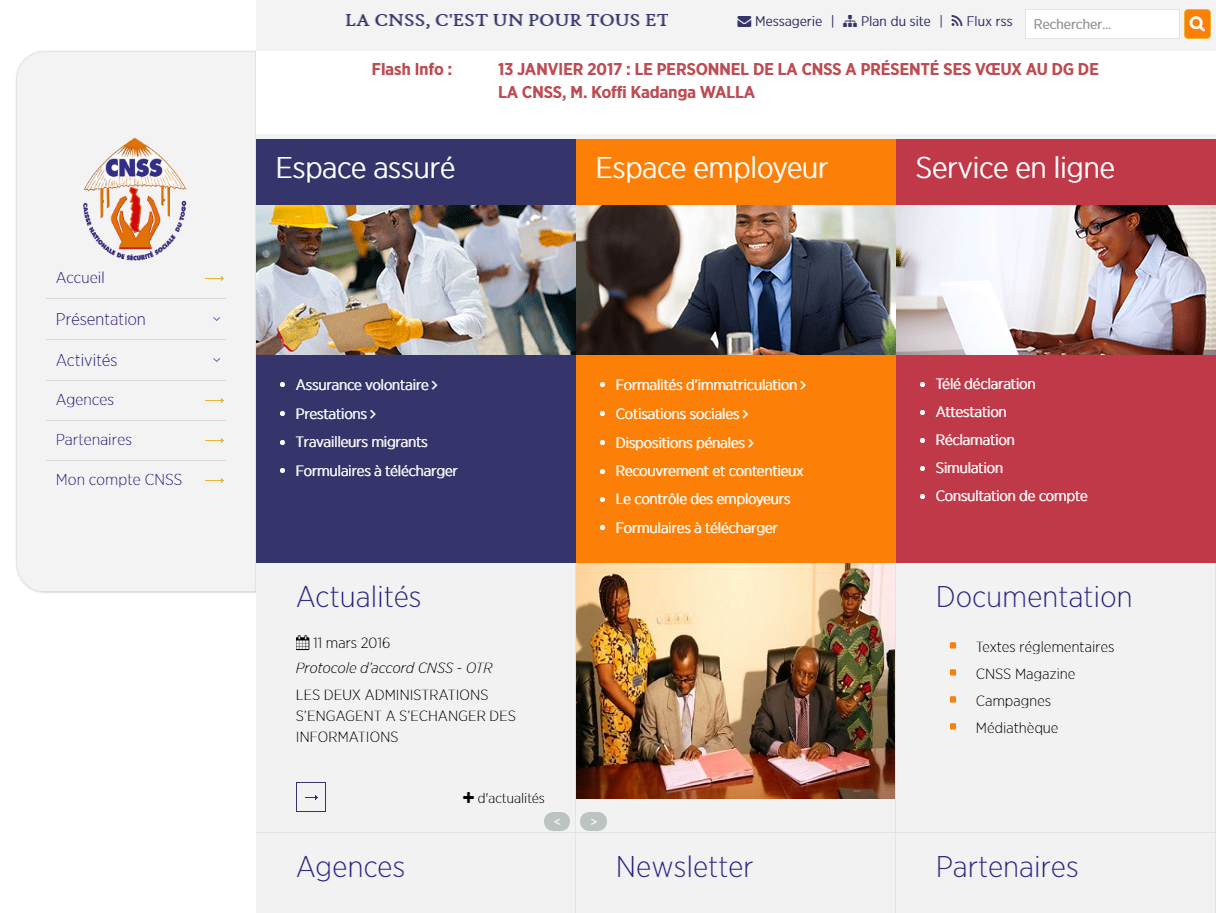 LA CNSS, C'EST UN POUR TOUS ET
Messagerie | Plan du site | Flux rss
Rechercher...
Flash Info :
13 JANVIER 2017 : LE PERSONNEL DE LA CNSS A PRÉSENTÉ SES VŒUX AU DG DE
LA CNSS, M. Koffi Kadanga WALLA
CNSS
CAISSE NATIONALE DE SÉCURITÉ SOCIALE DU TOGO
Accueil
Présentation
Activités
Agences
Partenaires
Mon compte CNSS
Espace assuré
Assurance volontaire >
Prestations >
Travailleurs migrants
Formulaires à télécharger
Espace employeur
Formalités d'immatriculation >
Cotisations sociales >
Dispositions pénales >
Recouvrement et contentieux
Le contrôle des employeurs
Formulaires à télécharger
Service en ligne
Télé déclaration
Attestation
Réclamation
Simulation
Consultation de compte
Actualités
11 mars 2016
Protocole d'accord CNSS - OTR
LES DEUX ADMINISTRATIONS
S'ENGAGENT A S'ECHANGER DES
INFORMATIONS
+ d'actualités
< >
Documentation
Textes réglementaires
CNSS Magazine
Campagnes
Médiathèque
Agences
Newsletter
Partenaires